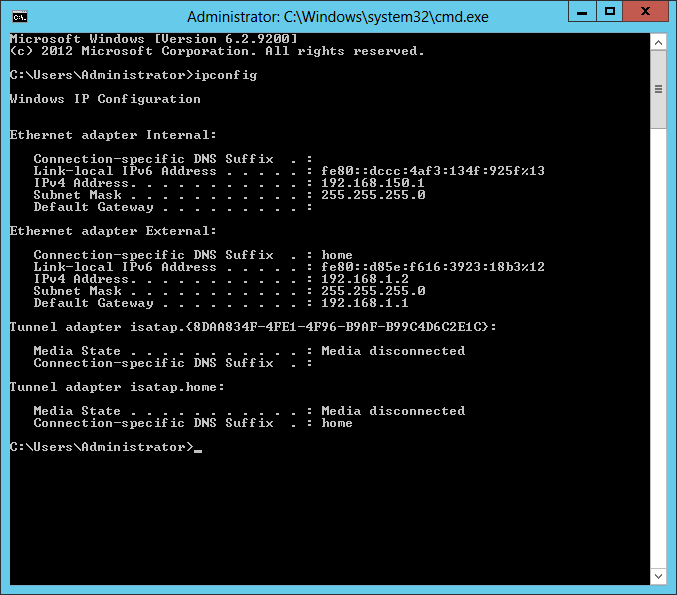 Administrator: C:\Windows\system32\cmd.exe
Microsoft Windows [Version 6.2.9200]
(c) 2012 Microsoft Corporation. All rights reserved.
C:\Users\Administrator>ipconfig
Windows IP Configuration
Ethernet adapter Internal:
Connection-specific DNS Suffix  . :
Link-local IPv6 Address . . . . . : fe80::dccc:4af3:134f:925f%13
IPv4 Address. . . . . . . . . . . : 192.168.150.1
Subnet Mask . . . . . . . . . . . : 255.255.255.0
Default Gateway . . . . . . . . . :
Ethernet adapter External:
Connection-specific DNS Suffix  . : home
Link-local IPv6 Address . . . . . : fe80::d85e:f616:3923:18b3%12
IPv4 Address. . . . . . . . . . . : 192.168.1.2
Subnet Mask . . . . . . . . . . . : 255.255.255.0
Default Gateway . . . . . . . . . : 192.168.1.1
Tunnel adapter isatap.{8DAA834F-4FE1-4F96-B9AF-B99C4D6C2E1C}:
Media State . . . . . . . . . . . : Media disconnected
Connection-specific DNS Suffix  . :
Tunnel adapter isatap.home:
Media State . . . . . . . . . . . : Media disconnected
Connection-specific DNS Suffix  . : home
C:\Users\Administrator>_